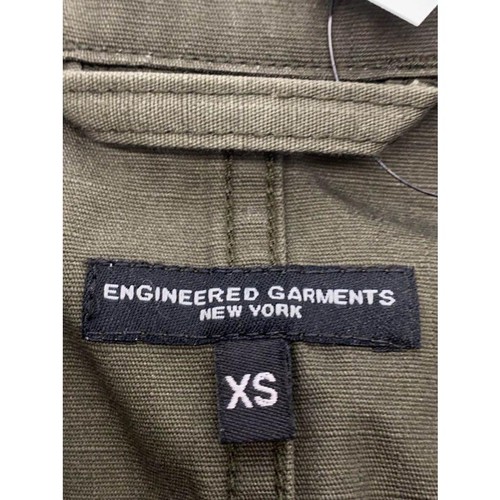 ENGINEERED GARMENTS
NEW YORK
XS